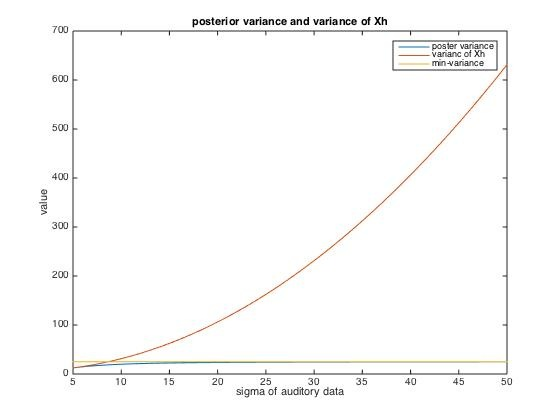 posterior variance and variance of Xh
700
600
500
400
300
200
100
0
value
poster variance
varianc of Xh
min-variance
5 10 15 20 25 30 35 40 45 50
sigma of auditory data